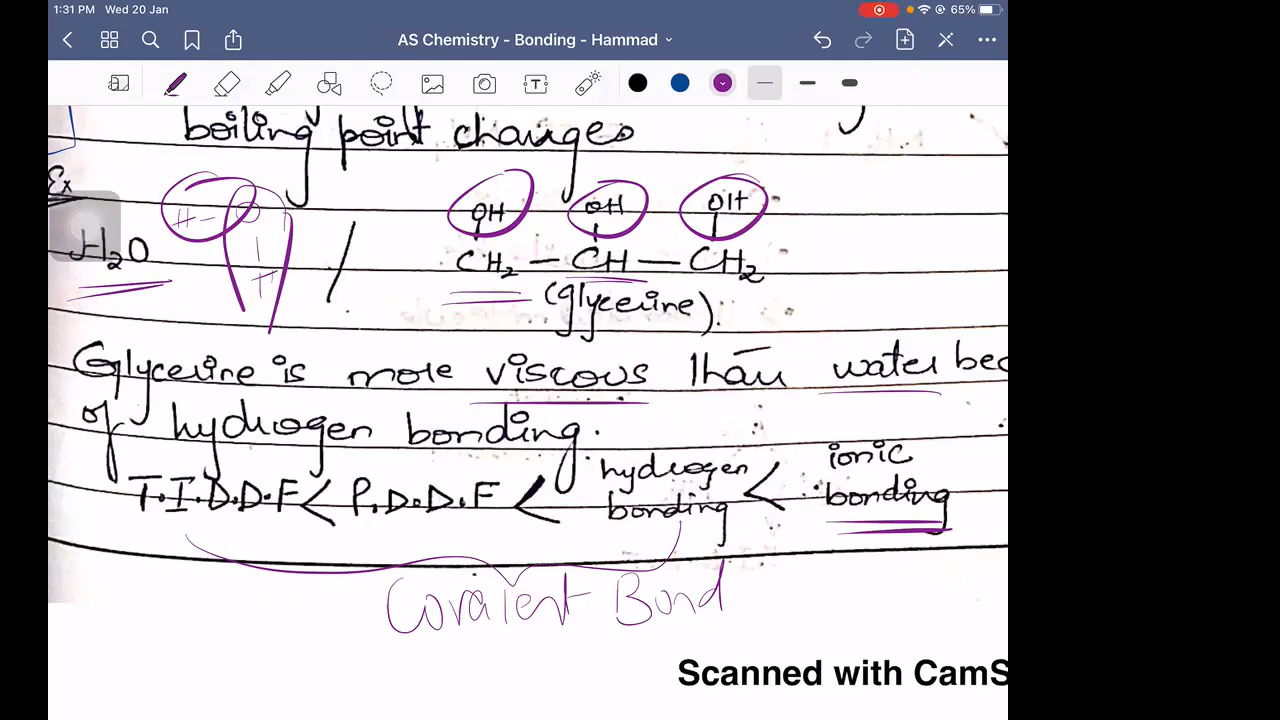 1:31 PM Wed 20 Jan
65%
AS Chemistry - Bonding - Hammad
boiling point changes
Ex
H₂O
H-O
H
/
OH OH OH
CH₂ — CH — CH₂
(Glycerine).
Glycerine is more viscous than water bec
of hydrogen bonding.
T.I.D.D.F < P.D.D.F < hydrogen bonding < ionic bonding
Covalent Bond
Scanned with CamS